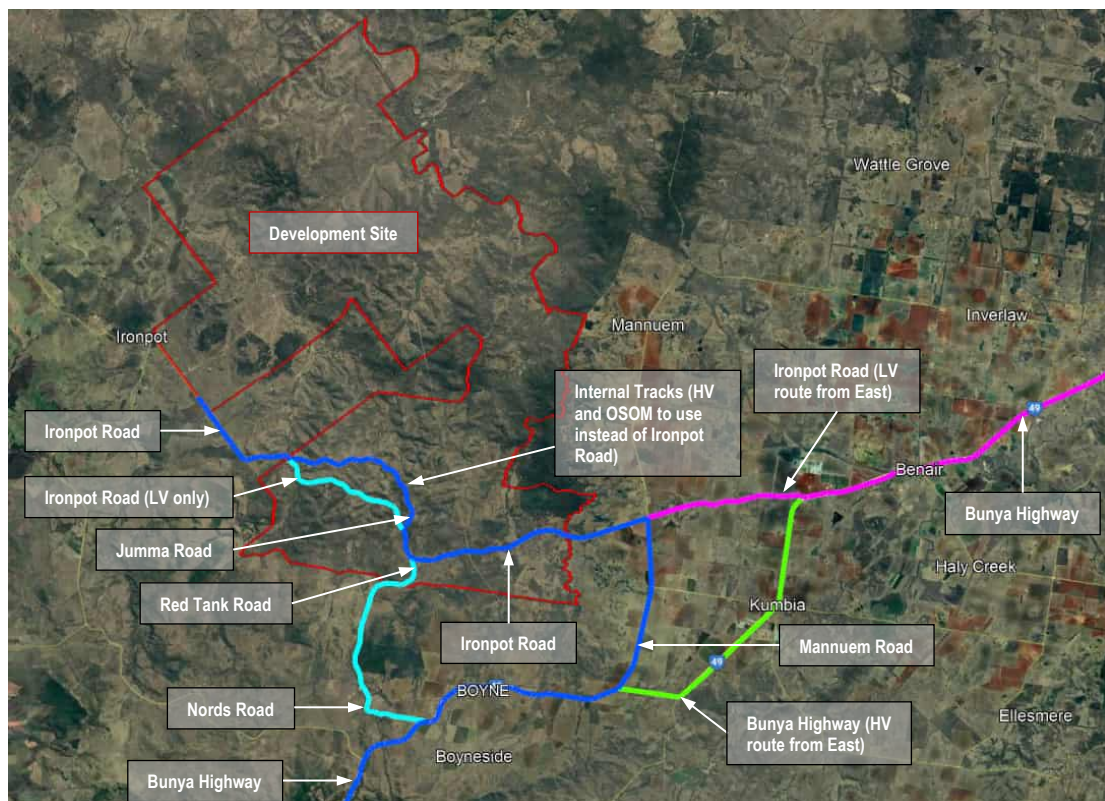 Wattle Grove
Development Site
Inverlaw
Mannuem
Ironpot
Ironpot Road (LV
route from East)
Internal Tracks (HV
and OSOM to use
instead of Ironpot
Road)
49
Ironpot Road
Benair
Ironpot Road (LV only)
Bunya Highway
Jumma Road
Haly Creek
Red Tank Road
Kumbia
Ironpot Road
Mannuem Road
49
BOYNE
Nords Road
Ellesmere
Bunya Highway (HV
route from East)
Boyneside
Bunya Highway